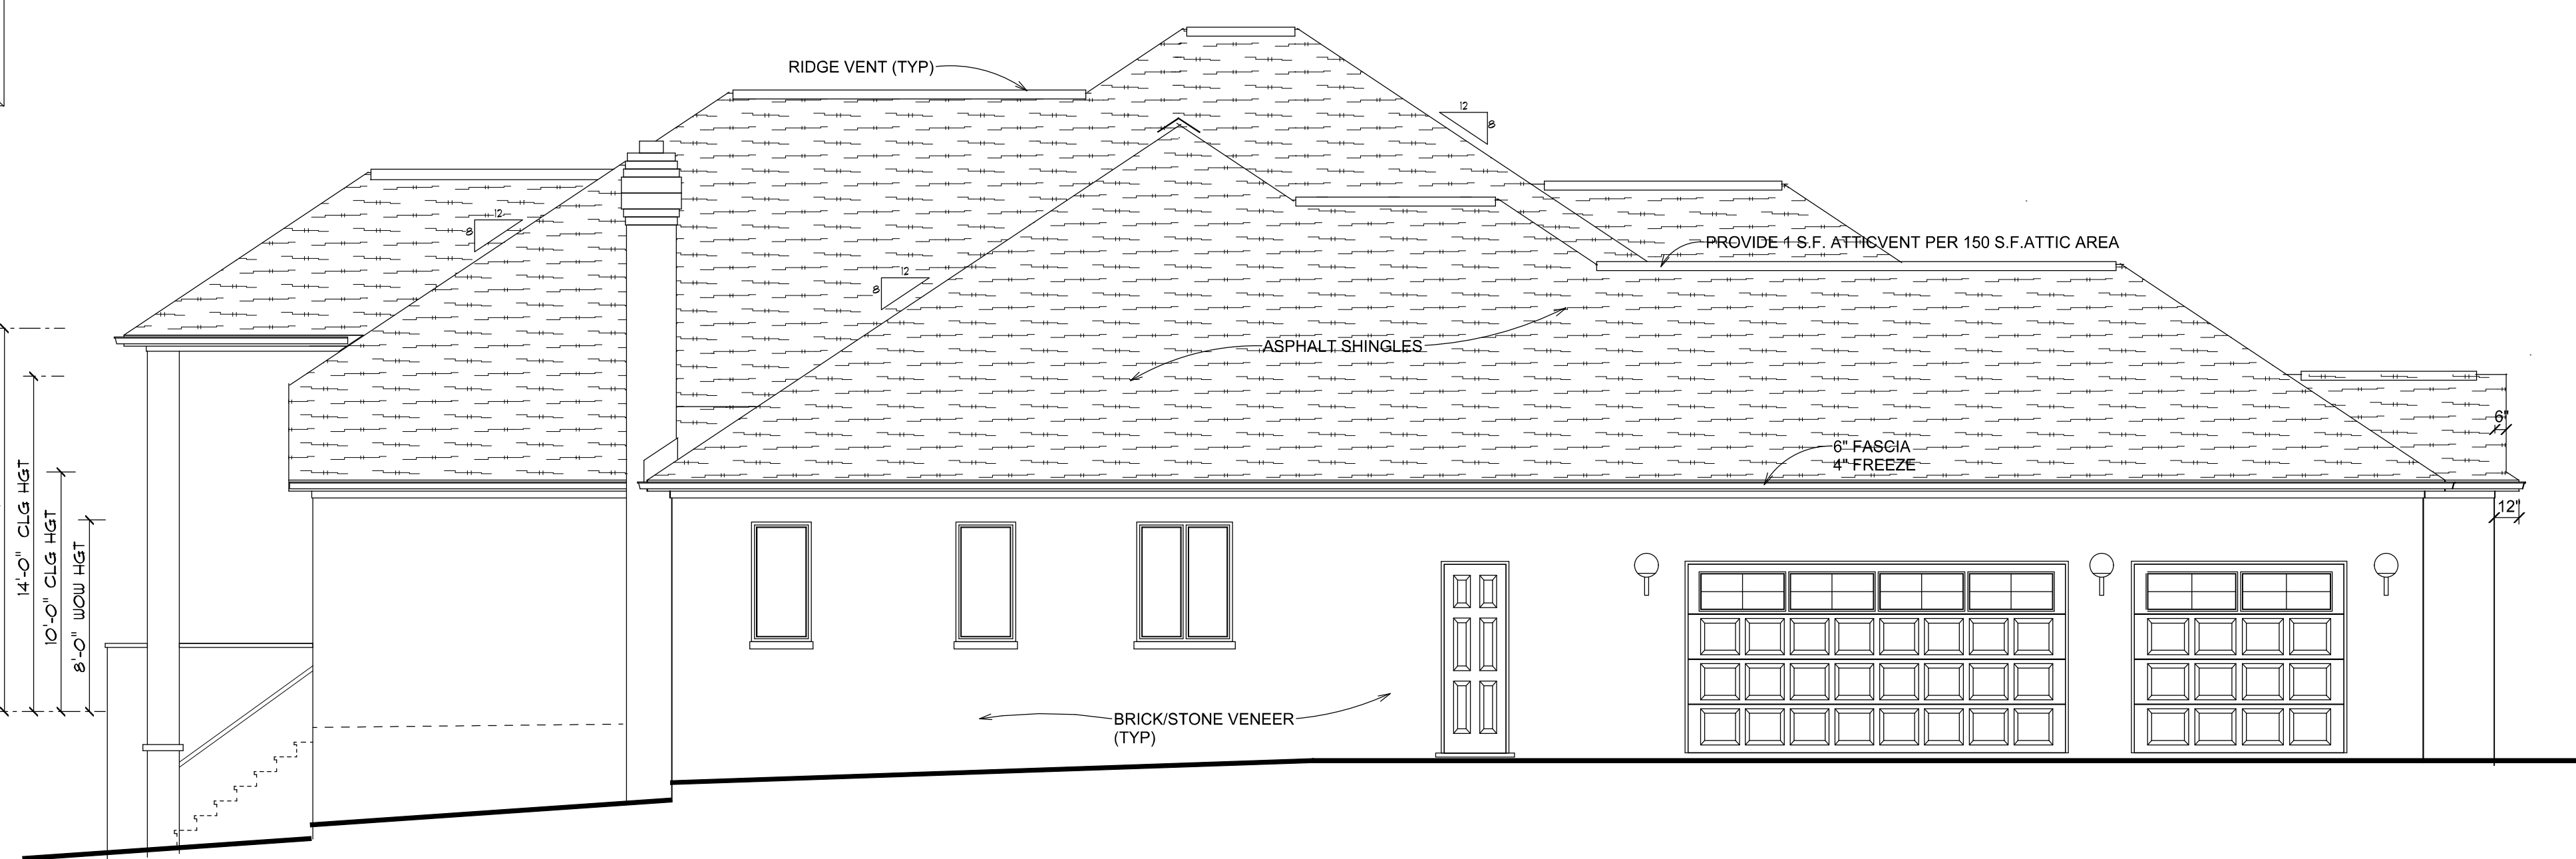 RIDGE VENT (TYP)
12
8
12
8
PROVIDE 1 S.F. ATTICVENT PER 150 S.F.ATTIC AREA
12
8
ASPHALT SHINGLES
6"
6" FASCIA
4" FREEZE
12"
14'-0" CLG HGT
10'-0" CLG HGT
8'-0" WDW HGT
BRICK/STONE VENEER
(TYP)